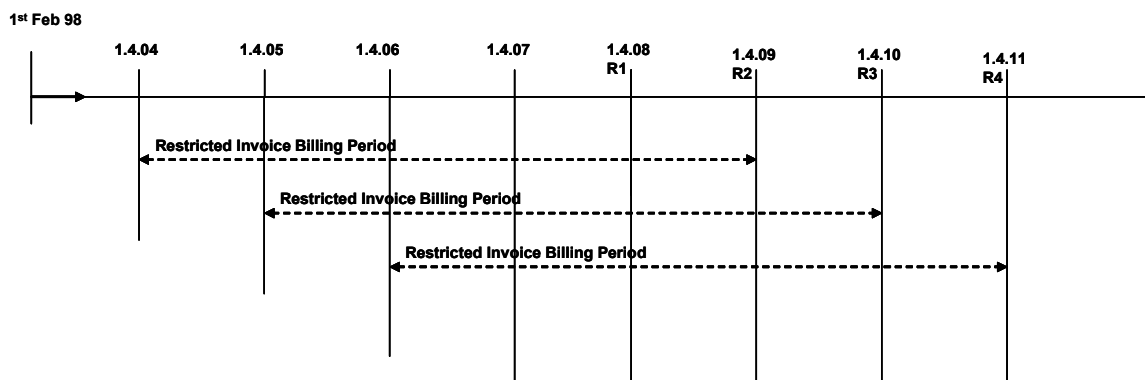 1st Feb 98
1.4.04
1.4.05
1.4.06
1.4.07
1.4.08
R1
1.4.09
R2
1.4.10
R3
1.4.11
R4
Restricted Invoice Billing Period
Restricted Invoice Billing Period
Restricted Invoice Billing Period